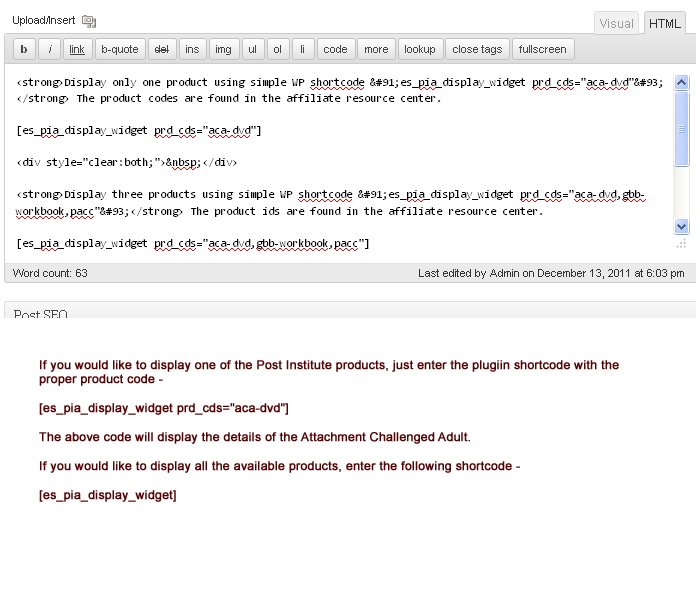 Upload/Insert
Visual HTML
b i link b-quote del ins img ul ol li code more lookup close tags fullscreen
<strong>Display only one product using simple WP shortcode &#91;es_pia_display_widget prd_cds="aca-dvd"&#93;
</strong> The product codes are found in the affiliate resource center.
[es_pia_display_widget prd_cds="aca-dvd"]
<div style="clear:both;">&nbsp;</div>
<strong>Display three products using simple WP shortcode &#91;es_pia_display_widget prd_cds="aca-dvd,gbb-
workbook,pacc"&#93;</strong> The product ids are found in the affiliate resource center.
[es_pia_display_widget prd_cds="aca-dvd,gbb-workbook,pacc"]
Word count: 63 Last edited by Admin on December 13, 2011 at 6:03 pm
Post SEO
If you would like to display one of the Post Institute products, just enter the plugiin shortcode with the
proper product code -
[es_pia_display_widget prd_cds="aca-dvd"]
The above code will display the details of the Attachment Challenged Adult.
If you would like to display all the available products, enter the following shortcode -
[es_pia_display_widget]